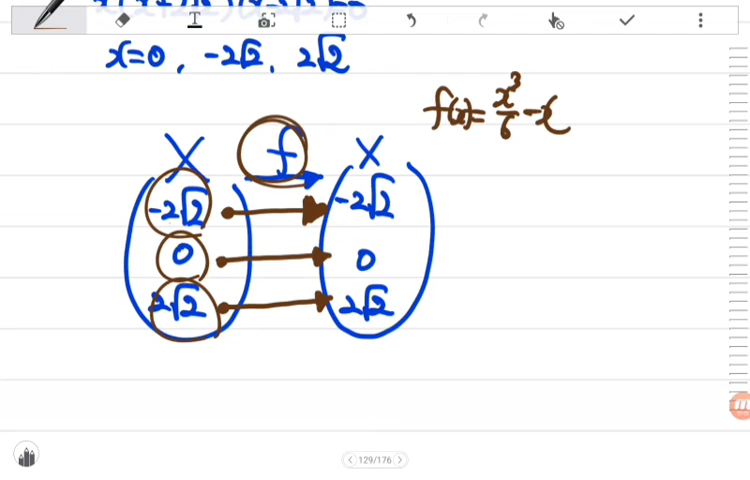 x=0, -2√2, 2√2
f(x)= x³/6 -x
X f X
-2√2 -2√2
0 0
2√2 2√2
129/176